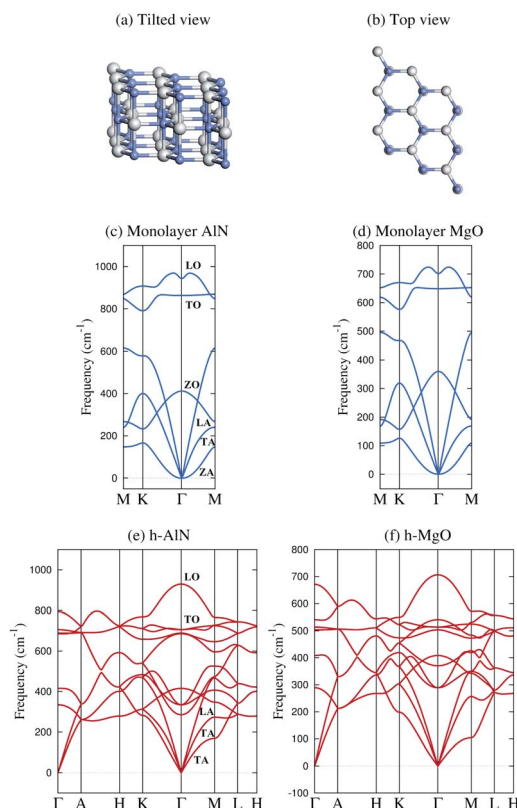 (a) Tilted view
(b) Top view
(c) Monolayer AlN
Frequency (cm⁻¹)
1000
800
600
400
200
0
LO
TO
ZO
LA
TA
ZA
M K Γ M
(d) Monolayer MgO
Frequency (cm⁻¹)
800
700
600
500
400
300
200
100
0
M K Γ M
(e) h-AlN
Frequency (cm⁻¹)
1000
800
600
400
200
0
LO
TO
LA
TA
TA
Γ A H K Γ M L H
(f) h-MgO
Frequency (cm⁻¹)
800
700
600
500
400
300
200
100
0
-100
Γ A H K Γ M L H